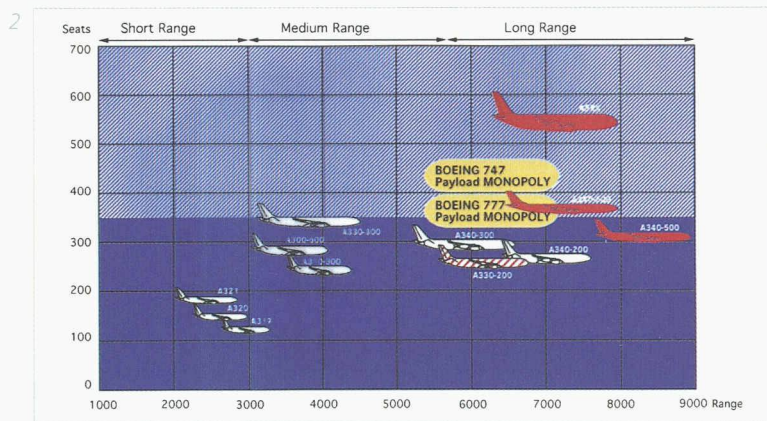 2
Seats
Short Range
Medium Range
Long Range
700
600
500
400
300
200
100
0
BOEING 747
Payload MONOPOLY
BOEING 777
Payload MONOPOLY
A340-500
A330-300
A340-300
A340-200
A330-200
A321
A320
A319
1000
2000
3000
4000
5000
6000
7000
8000
9000
Range